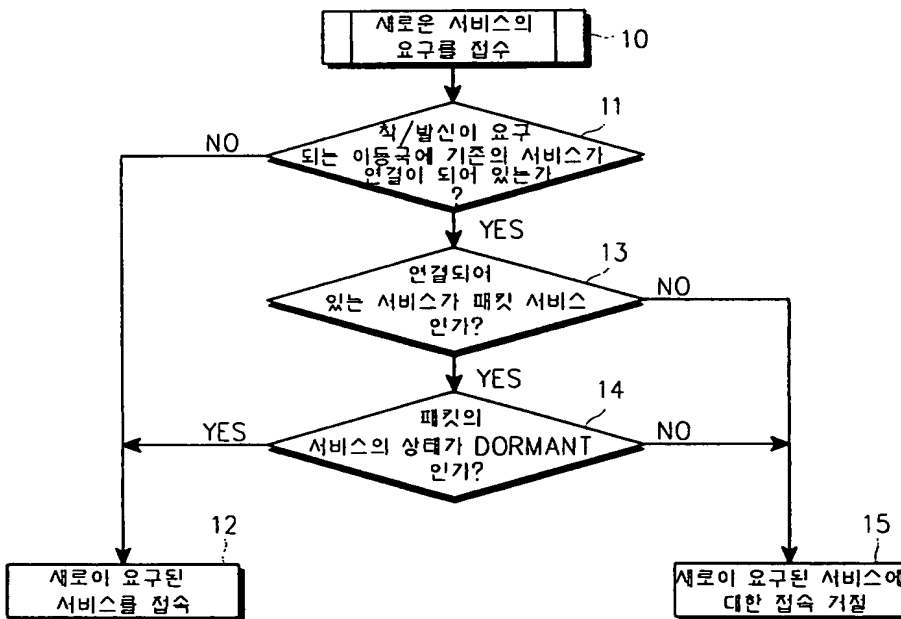 새로운 서비스의
요구를 접수
10
11
착/발신이 요구
되는 이동국에 기존의 서비스가
연결이 되어 있는가
?
NO
YES
13
연결되어
있는 서비스가 패킷 서비스
인가?
NO
YES
14
패킷의
서비스의 상태가 DORMANT
인가?
YES
NO
12
새로이 요구된
서비스를 접속
15
새로이 요구된 서비스에
대한 접속 거절